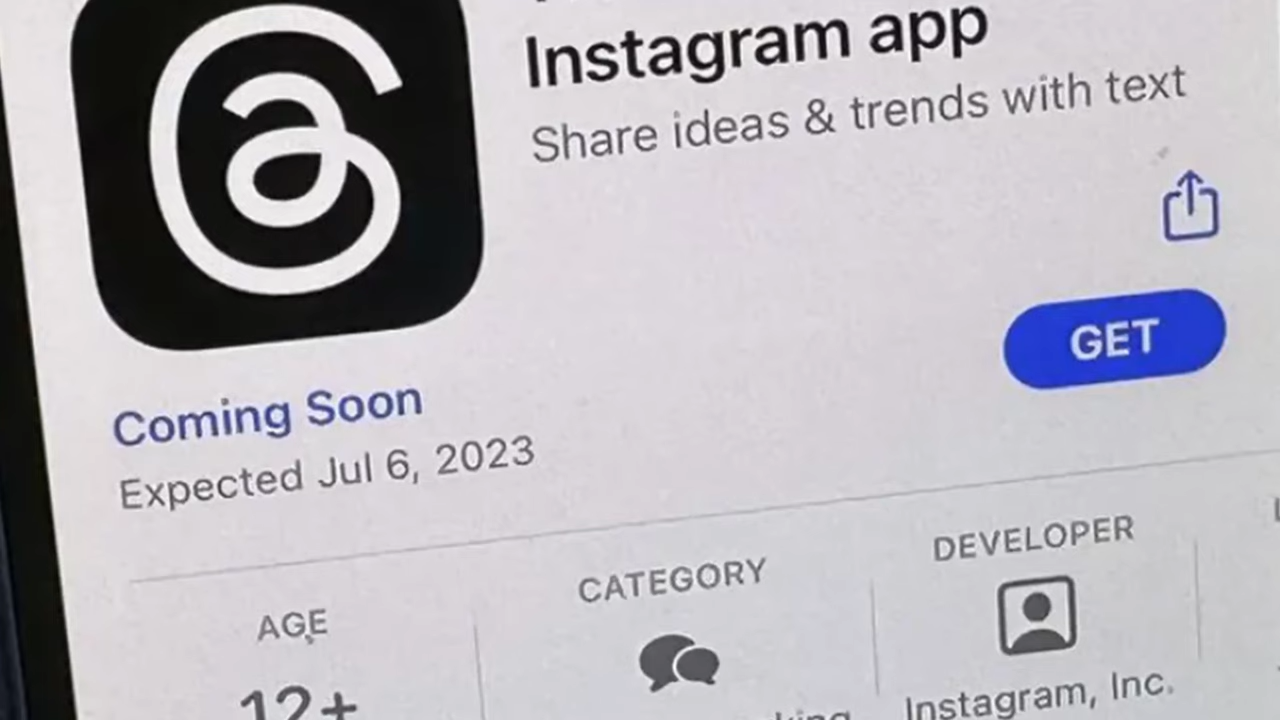 Instagram app
Share ideas & trends with text
GET
Coming Soon
Expected Jul 6, 2023
AGE
CATEGORY
DEVELOPER
12+
Instagram, Inc.